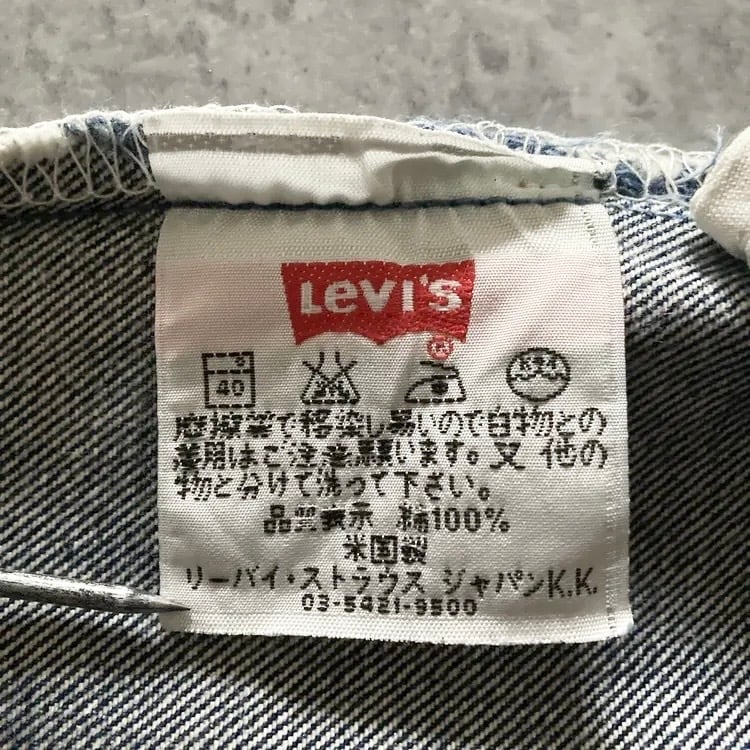 Levi's
®
40
摩擦等で移染し易いので白物との
着用はご注意願います。又 他の
物と分けて洗って下さい。
品質表示 綿100%
米国製
リーバイ・ストラウス ジャパンK.K.
03-5421-9500